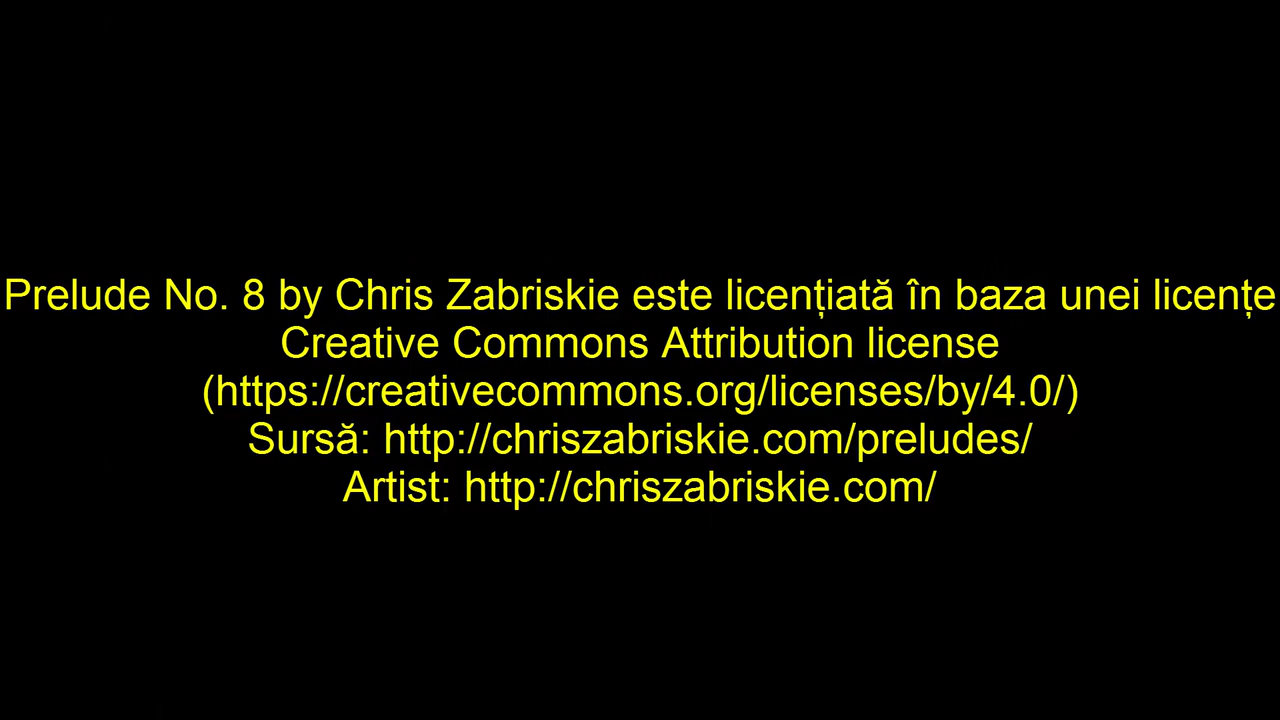 Prelude No. 8 by Chris Zabriskie este licențiată în baza unei licențe
Creative Commons Attribution license
(https://creativecommons.org/licenses/by/4.0/)
Sursă: http://chriszabriskie.com/preludes/
Artist: http://chriszabriskie.com/